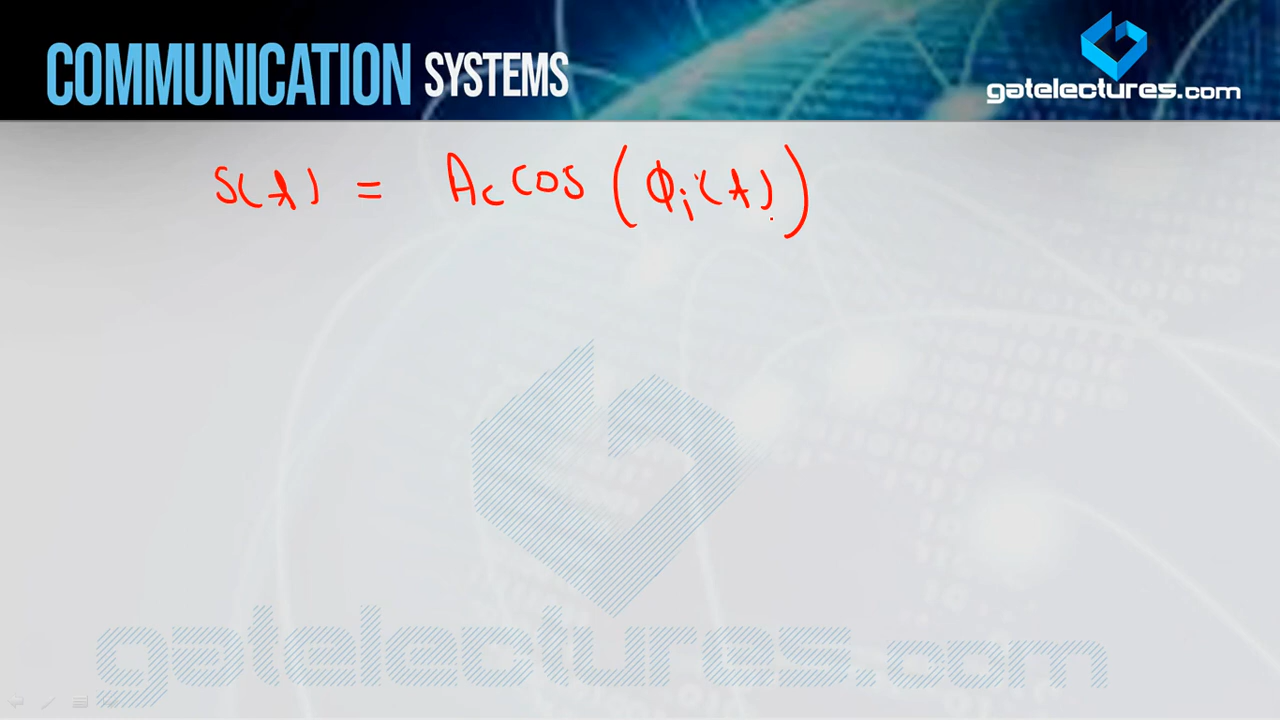 COMMUNICATION SYSTEMS
gatelectures.com
S(t) = Ac cos (ϕi(t))
gatelectures.com